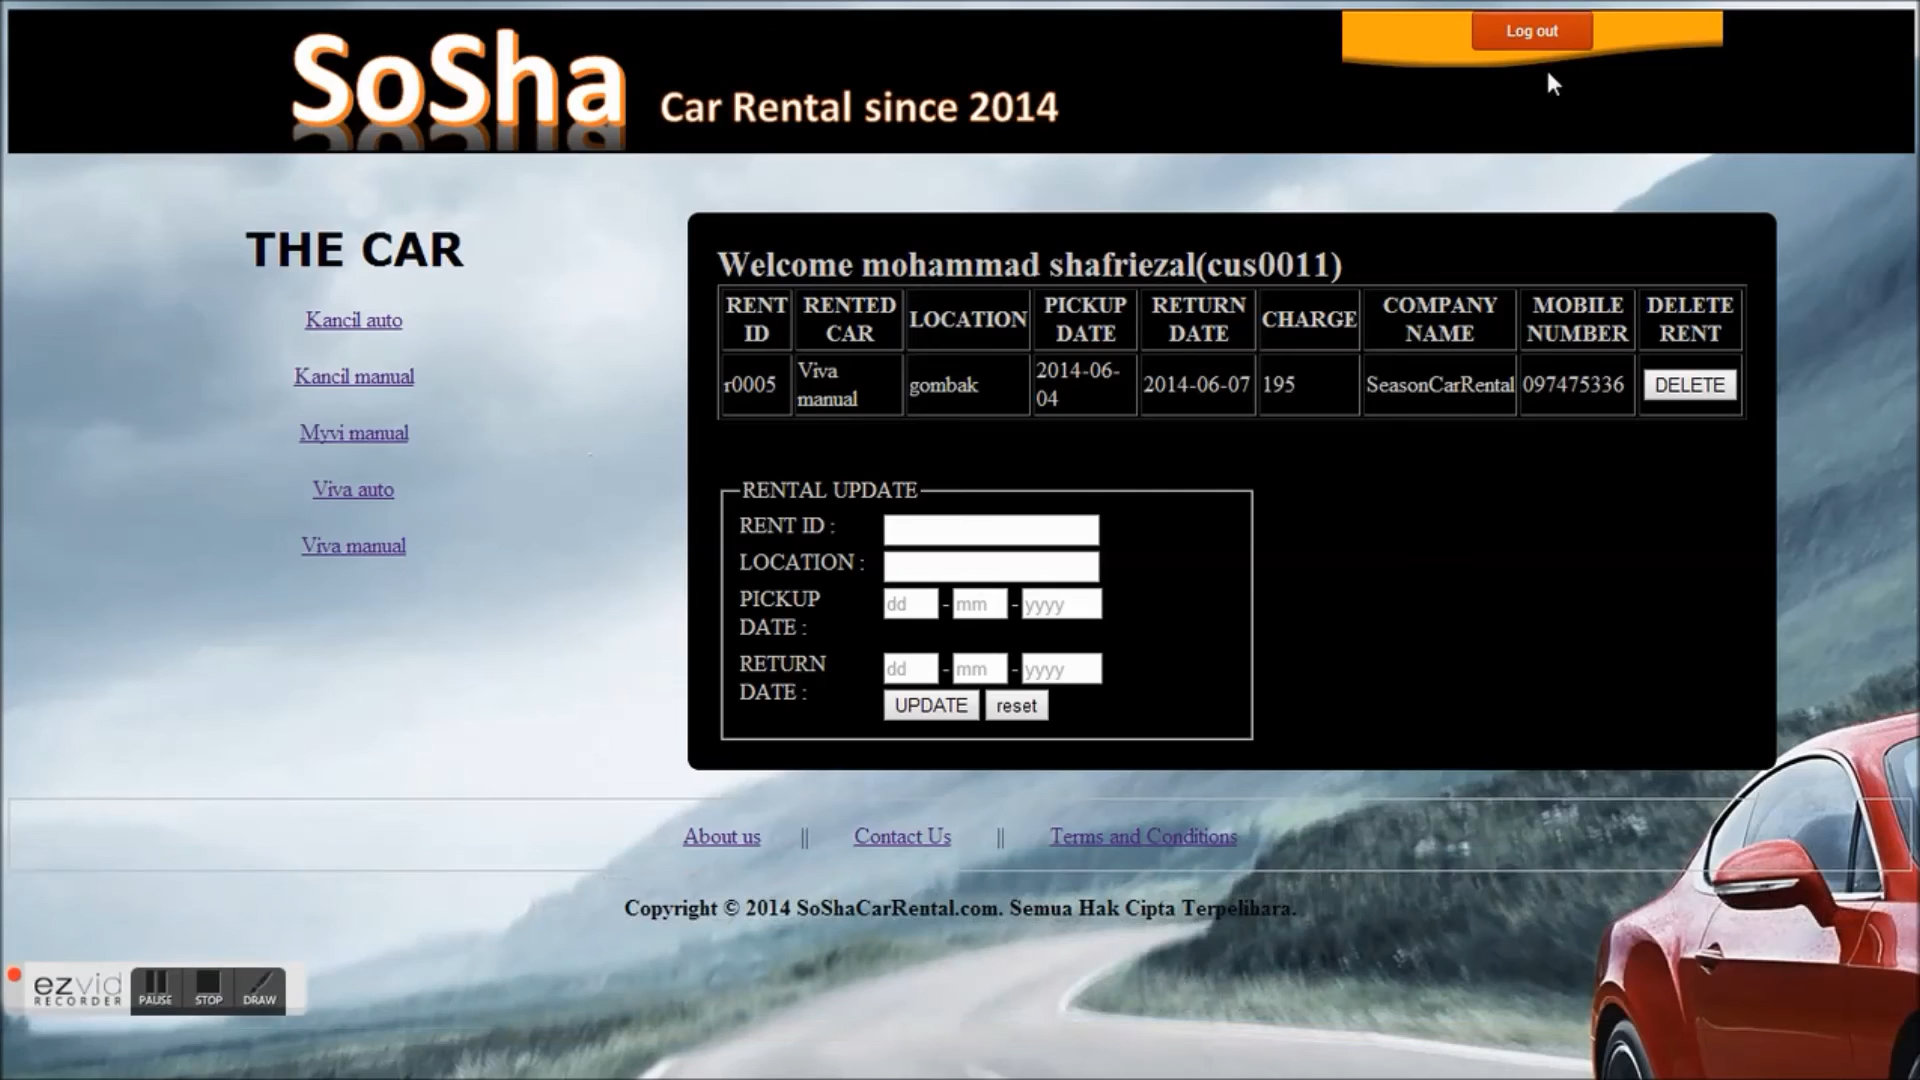 SoSha Car Rental since 2014
Log out
THE CAR
Kancil auto
Kancil manual
Myvi manual
Viva auto
Viva manual
Welcome mohammad shafriezal(cus0011)
RENT ID RENTED CAR LOCATION PICKUP DATE RETURN DATE CHARGE COMPANY NAME MOBILE NUMBER DELETE RENT
r0005 Viva manual gombak 2014-06-04 2014-06-07 195 SeasonCarRental 097475336 DELETE
RENTAL UPDATE
RENT ID :
LOCATION :
PICKUP DATE : dd - mm - yyyy
RETURN DATE : dd - mm - yyyy
UPDATE reset
About us || Contact Us || Terms and Conditions
Copyright © 2014 SoShaCarRental.com. Semua Hak Cipta Terpelihara.
ezvid
RECORDER
PAUSE STOP DRAW